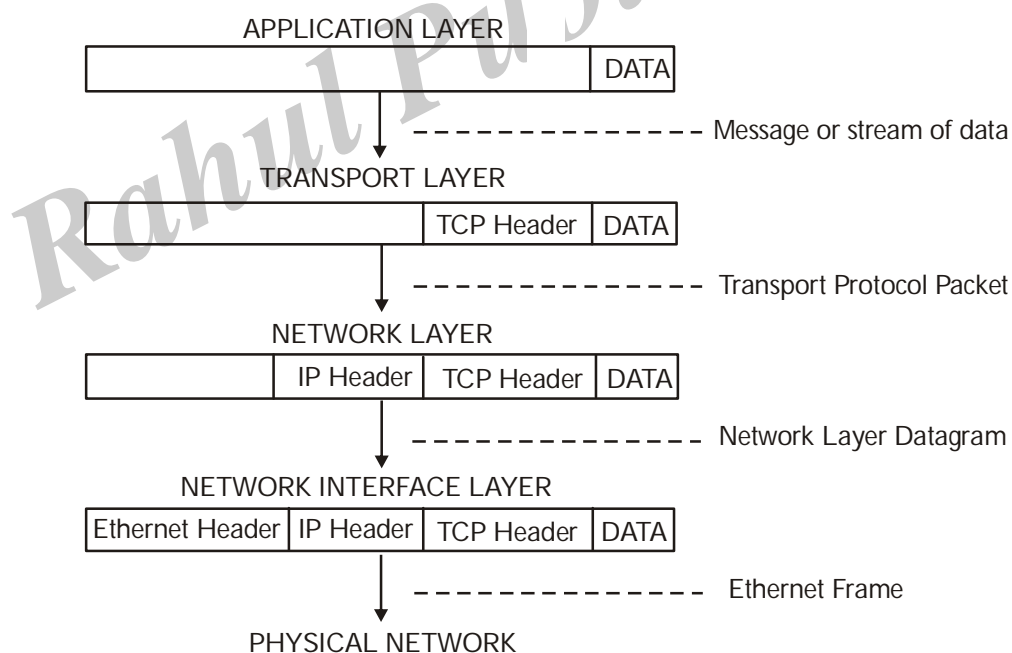 APPLICATION LAYER
DATA
Message or stream of data
TRANSPORT LAYER
TCP Header DATA
Transport Protocol Packet
NETWORK LAYER
IP Header TCP Header DATA
Network Layer Datagram
NETWORK INTERFACE LAYER
Ethernet Header IP Header TCP Header DATA
Ethernet Frame
PHYSICAL NETWORK
Rahul